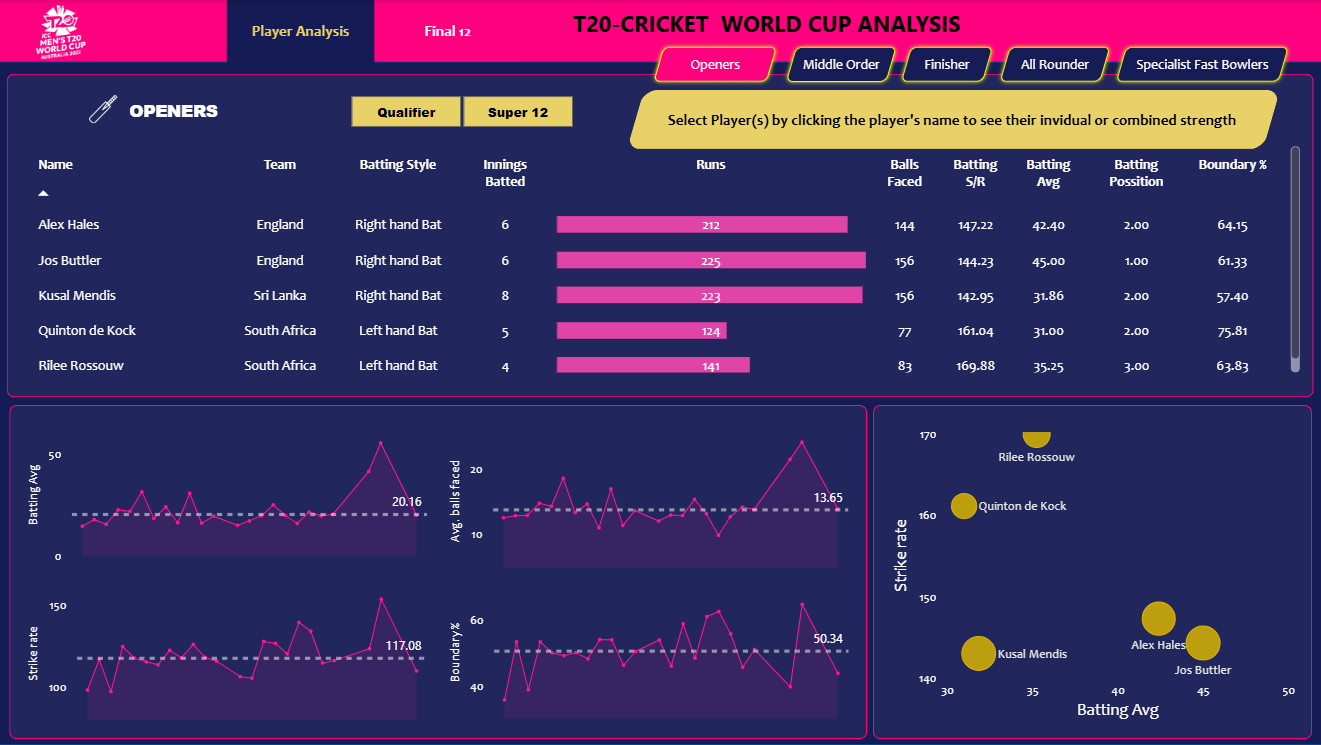 ICC
MEN'S T20
WORLD CUP
AUSTRALIA 2022
Player Analysis
Final 12
T20-CRICKET WORLD CUP ANALYSIS
Openers
Middle Order
Finisher
All Rounder
Specialist Fast Bowlers
OPENERS
Qualifier
Super 12
Select Player(s) by clicking the player's name to see their invidual or combined strength
Name Team Batting Style Innings Batted Runs Balls Faced Batting S/R Batting Avg Batting Possition Boundary %
Alex Hales England Right hand Bat 6 212 144 147.22 42.40 2.00 64.15
Jos Buttler England Right hand Bat 6 225 156 144.23 45.00 1.00 61.33
Kusal Mendis Sri Lanka Right hand Bat 8 223 156 142.95 31.86 2.00 57.40
Quinton de Kock South Africa Left hand Bat 5 124 77 161.04 31.00 2.00 75.81
Rilee Rossouw South Africa Left hand Bat 4 141 83 169.88 35.25 3.00 63.83
Batting Avg
50
0
20.16
Avg. balls faced
20
10
13.65
Strike rate
150
100
117.08
Boundary%
60
40
50.34
Strike rate
170
160
150
140
Rilee Rossouw
Quinton de Kock
Alex Hales
Kusal Mendis
Jos Buttler
30 35 40 45 50
Batting Avg